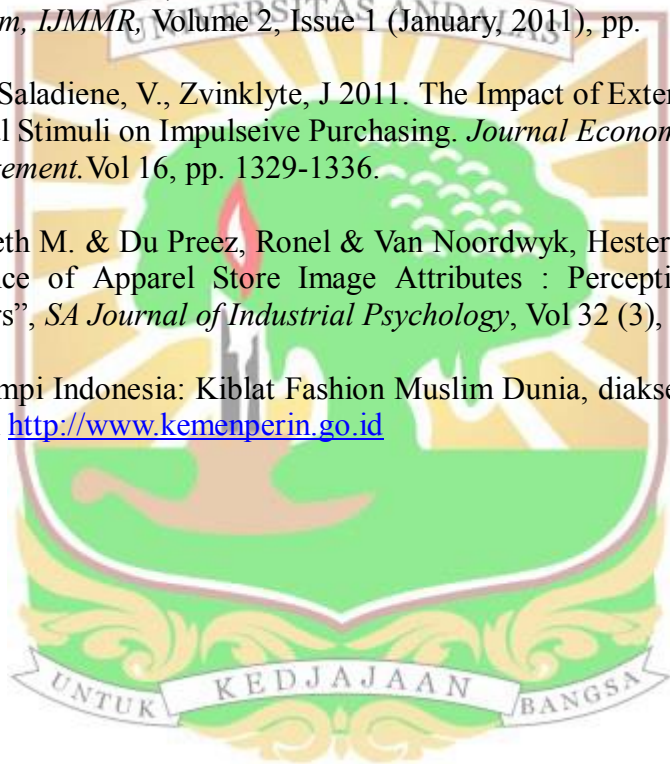 m, IJMMR, Volume 2, Issue 1 (January, 2011), pp.
UNIVERSITAS ANDALAS
Saladiene, V., Zvinklyte, J 2011. The Impact of Exter
l Stimuli on Impulseive Purchasing. Journal Econom
ement.Vol 16, pp. 1329-1336.
eth M. & Du Preez, Ronel & Van Noordwyk, Hester
ce of Apparel Store Image Attributes : Percepti
rs”, SA Journal of Industrial Psychology, Vol 32 (3),
mpi Indonesia: Kiblat Fashion Muslim Dunia, diakse
http://www.kemenperin.go.id
UNTUK KEDJAJAAN BANGSA